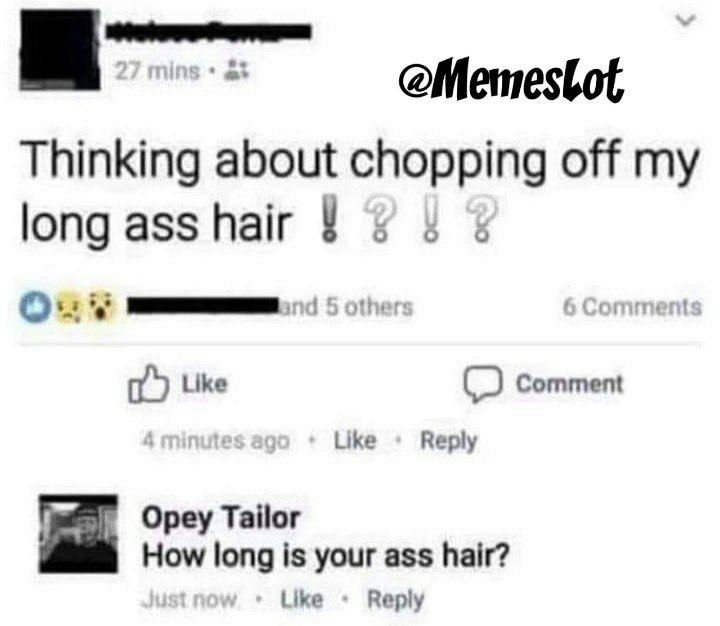 27 mins ·
@MemesLot
Thinking about chopping off my
long ass hair ❕❔❕❔
and 5 others 6 Comments
Like Comment
4 minutes ago · Like · Reply
Opey Tailor
How long is your ass hair?
Just now · Like · Reply